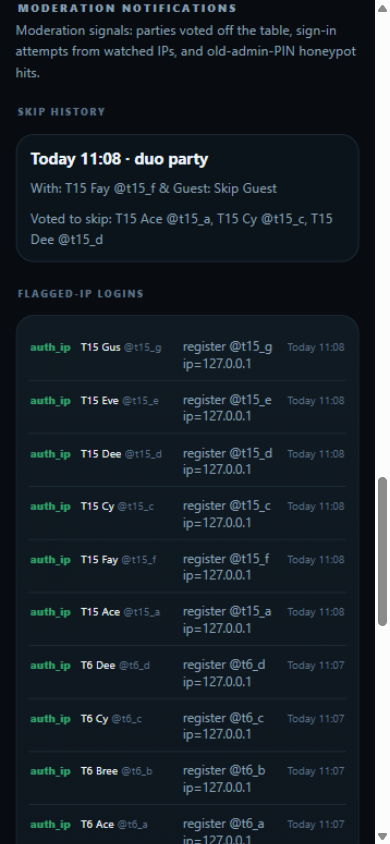 MODERATION NOTIFICATIONS
Moderation signals: parties voted off the table, sign-in
attempts from watched IPs, and old-admin-PIN honeypot
hits.
SKIP HISTORY
Today 11:08 · duo party
With: T15 Fay @t15_f & Guest: Skip Guest
Voted to skip: T15 Ace @t15_a, T15 Cy @t15_c, T15
Dee @t15_d
FLAGGED-IP LOGINS
auth_ip T15 Gus @t15_g register @t15_g Today 11:08
ip=127.0.0.1
auth_ip T15 Eve @t15_e register @t15_e Today 11:08
ip=127.0.0.1
auth_ip T15 Dee @t15_d register @t15_d Today 11:08
ip=127.0.0.1
auth_ip T15 Cy @t15_c register @t15_c Today 11:08
ip=127.0.0.1
auth_ip T15 Fay @t15_f register @t15_f Today 11:08
ip=127.0.0.1
auth_ip T15 Ace @t15_a register @t15_a Today 11:08
ip=127.0.0.1
auth_ip T6 Dee @t6_d register @t6_d Today 11:07
ip=127.0.0.1
auth_ip T6 Cy @t6_c register @t6_c Today 11:07
ip=127.0.0.1
auth_ip T6 Bree @t6_b register @t6_b Today 11:07
ip=127.0.0.1
auth_ip T6 Ace @t6_a register @t6_a Today 11:07
ip=127.0.0.1